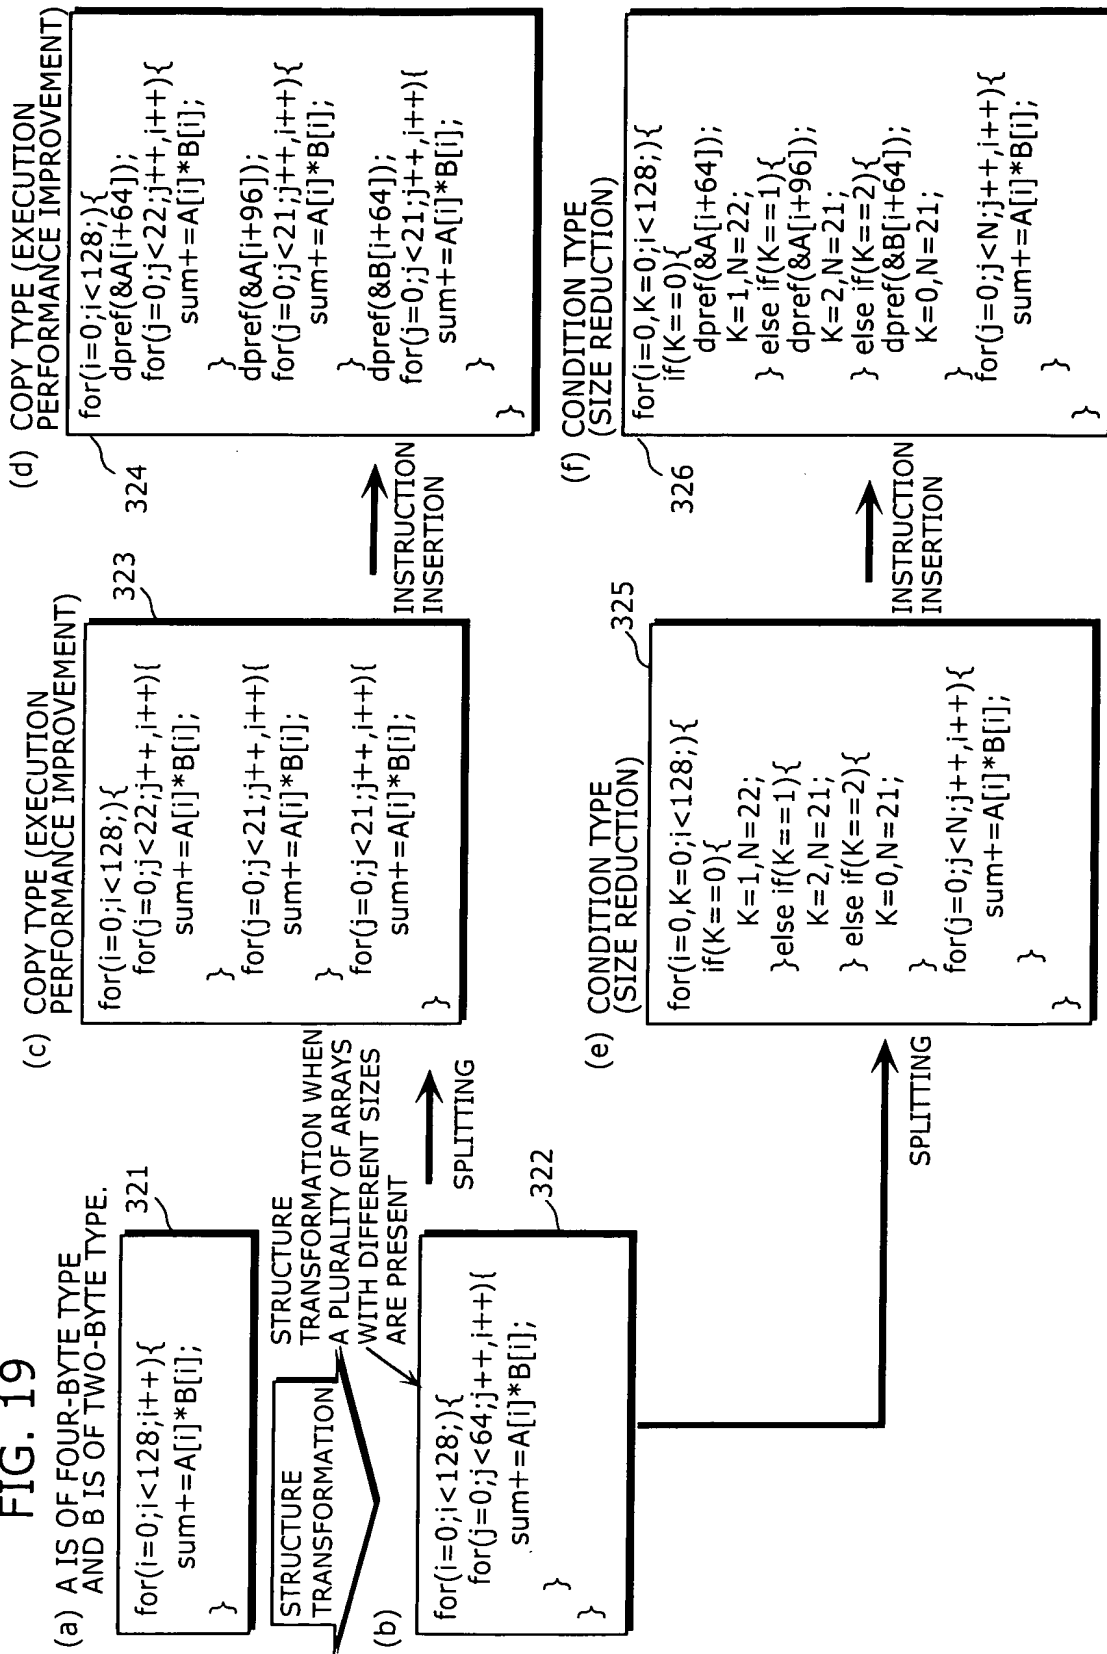 FIG. 19
(a) A IS OF FOUR-BYTE TYPE
AND B IS OF TWO-BYTE TYPE.
321
for(i=0;i<128;i++){
sum+=A[i]*B[i];
}
STRUCTURE
TRANSFORMATION
STRUCTURE
TRANSFORMATION WHEN
A PLURALITY OF ARRAYS
WITH DIFFERENT SIZES
ARE PRESENT
(b)
322
for(i=0;i<128;){
for(j=0;j<64;j++,i++){
sum+=A[i]*B[i];
}
}
SPLITTING
SPLITTING
(c) COPY TYPE (EXECUTION
PERFORMANCE IMPROVEMENT)
323
for(i=0;i<128;){
for(j=0;j<22;j++,i++){
sum+=A[i]*B[i];
}
for(j=0;j<21;j++,i++){
sum+=A[i]*B[i];
}
for(j=0;j<21;j++,i++){
sum+=A[i]*B[i];
}
}
INSTRUCTION
INSERTION
(d) COPY TYPE (EXECUTION
PERFORMANCE IMPROVEMENT)
324
for(i=0;i<128;){
dpref(&A[i+64]);
for(j=0;j<22;j++,i++){
sum+=A[i]*B[i];
}
dpref(&A[i+96]);
for(j=0;j<21;j++,i++){
sum+=A[i]*B[i];
}
dpref(&B[i+64]);
for(j=0;j<21;j++,i++){
sum+=A[i]*B[i];
}
}
(e) CONDITION TYPE
(SIZE REDUCTION)
325
for(i=0,K=0;i<128;){
if(K==0){
K=1,N=22;
}else if(K==1){
K=2,N=21;
} else if(K==2){
K=0,N=21;
}
for(j=0;j<N;j++,i++){
sum+=A[i]*B[i];
}
}
INSTRUCTION
INSERTION
(f) CONDITION TYPE
(SIZE REDUCTION)
326
for(i=0,K=0;i<128;){
if(K==0){
dpref(&A[i+64]);
K=1,N=22;
} else if(K==1){
dpref(&A[i+96]);
K=2,N=21;
} else if(K==2){
dpref(&B[i+64]);
K=0,N=21;
}
for(j=0;j<N;j++,i++){
sum+=A[i]*B[i];
}
}